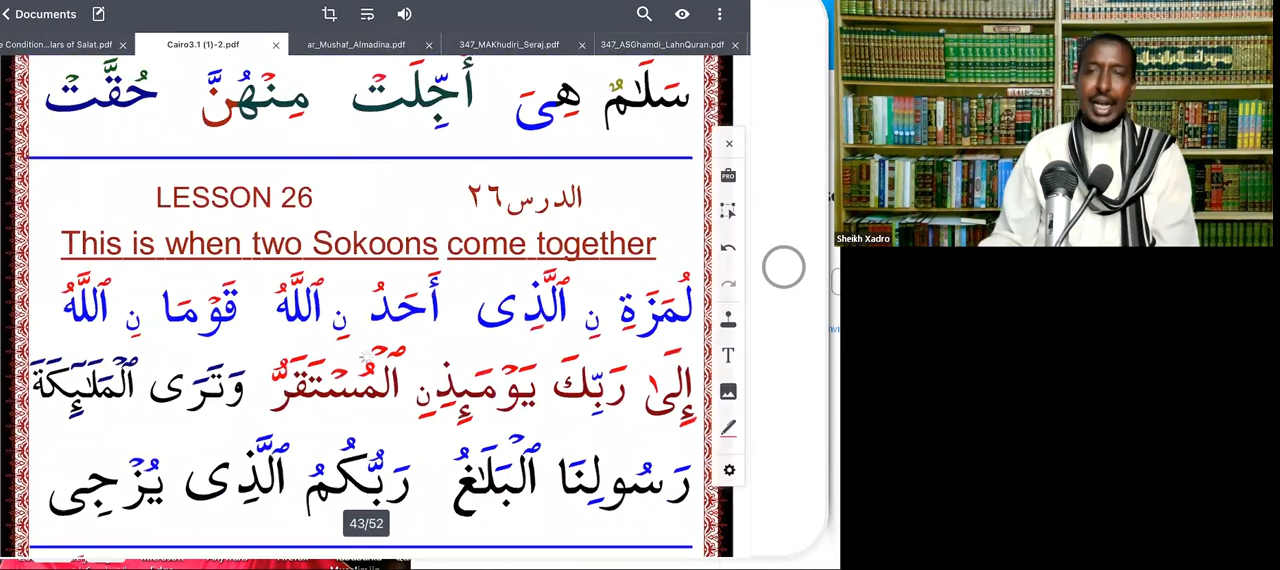 Documents
e Condition...lars of Salat.pdf
Cairo3.1 (1)-2.pdf
ar_Mushaf_Almadina.pdf
347_MAKhudiri_Seraj.pdf
347_ASGhamdi_LahnQuran.pdf
سَلَـٰمٌ هِىَ أُجِّلَتْ مِنْهُنَّ حُقَّتْ
LESSON 26 الدرس٢٦
This is when two Sokoons come together
لُمَزَةٍ نِ ٱلَّذِى أَحَدُ نِ ٱللَّهُ قَوْمَا نِ ٱللَّهُ
إِلَىٰ رَبِّكَ يَوْمَئِذِنِ ٱلْمُسْتَقَرُّ وَتَرَى ٱلْمَلَـٰٓئِكَةَ
رَسُولِنَا ٱلْبَلَـٰغُ رَبُّكُمُ ٱلَّذِى يُزْجِى
43/52
PRO
T
Sheikh Xadro